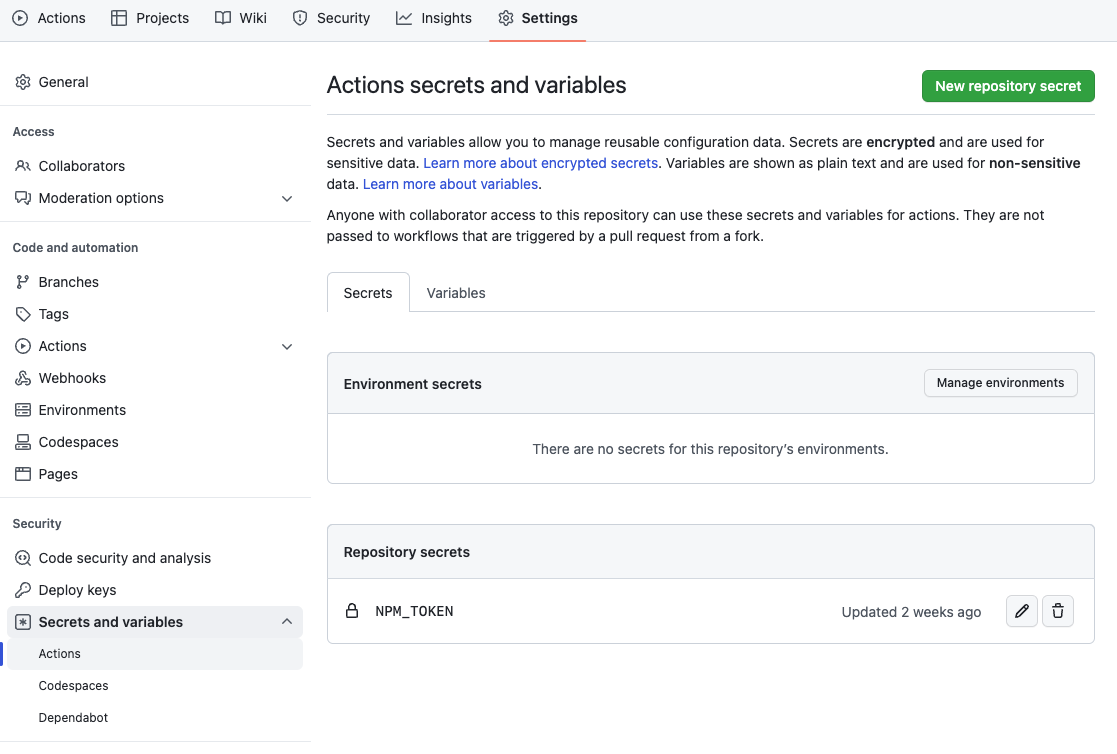 Actions Projects Wiki Security Insights Settings
General
Access
Collaborators
Moderation options
Code and automation
Branches
Tags
Actions
Webhooks
Environments
Codespaces
Pages
Security
Code security and analysis
Deploy keys
Secrets and variables
Actions
Codespaces
Dependabot
Actions secrets and variables
New repository secret
Secrets and variables allow you to manage reusable configuration data. Secrets are encrypted and are used for
sensitive data. Learn more about encrypted secrets. Variables are shown as plain text and are used for non-sensitive
data. Learn more about variables.
Anyone with collaborator access to this repository can use these secrets and variables for actions. They are not
passed to workflows that are triggered by a pull request from a fork.
Secrets Variables
Environment secrets
Manage environments
There are no secrets for this repository’s environments.
Repository secrets
NPM_TOKEN Updated 2 weeks ago